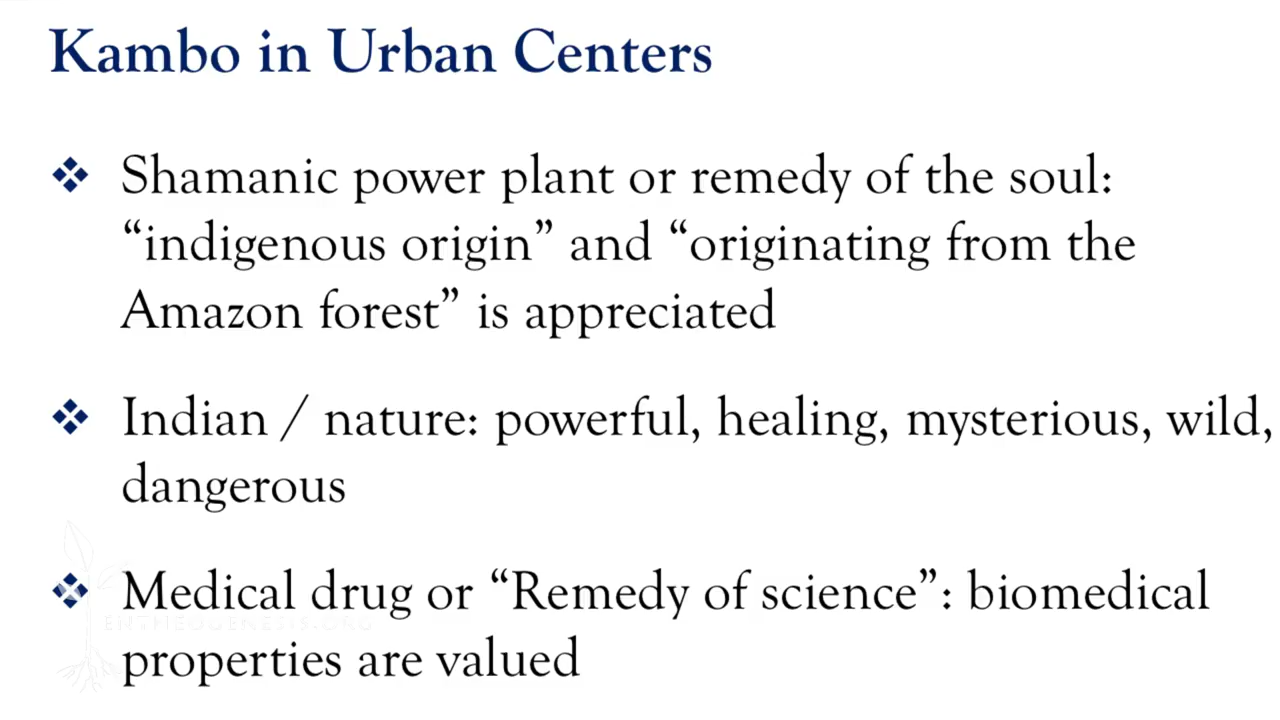 Kambo in Urban Centers
Shamanic power plant or remedy of the soul:
“indigenous origin” and “originating from the
Amazon forest” is appreciated
Indian / nature: powerful, healing, mysterious, wild,
dangerous
Medical drug or “Remedy of science”: biomedical
ENTHEOGENESIS.ORG
properties are valued